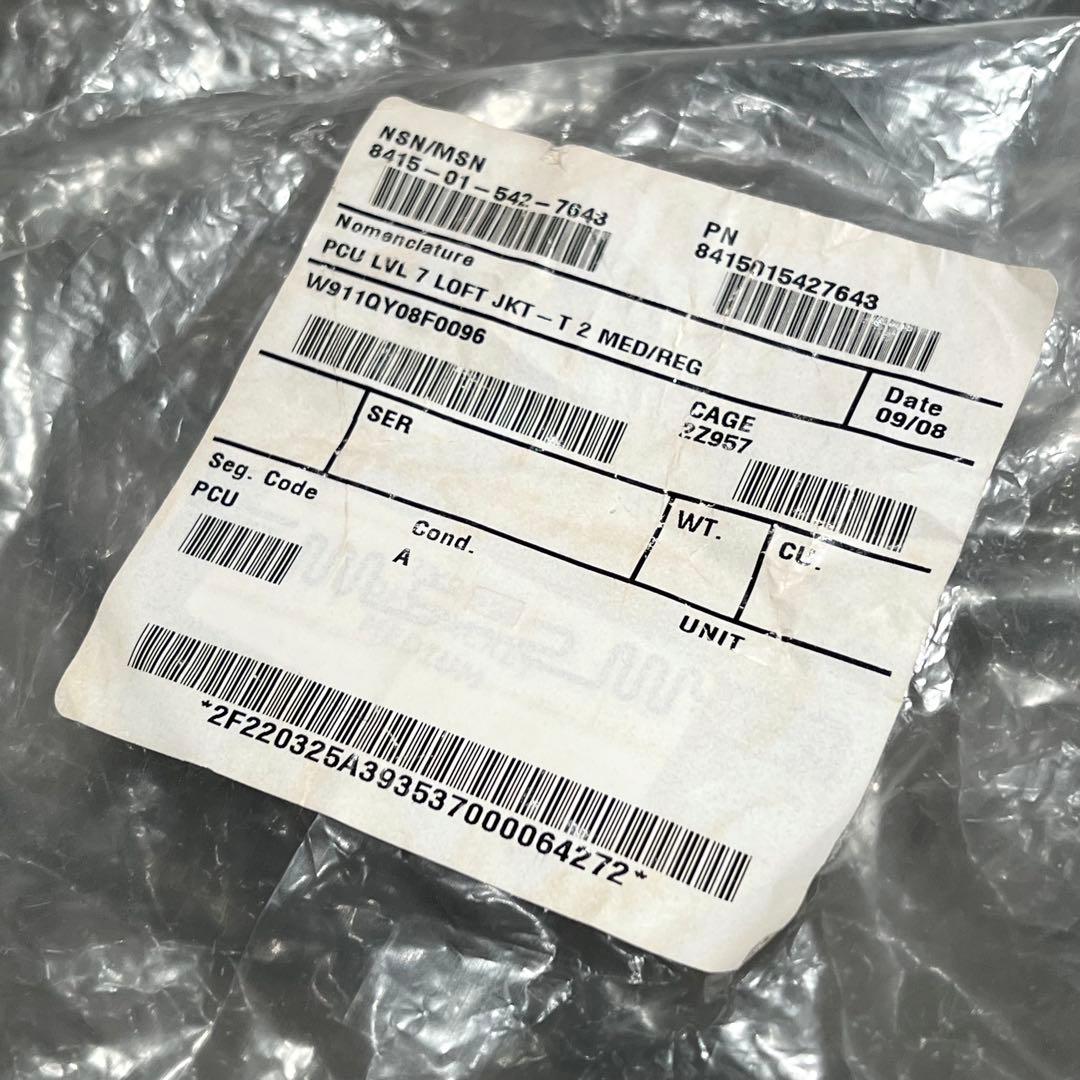 NSN/MSN
8415-01-542-7643
PN
8415015427643
Nomenclature
PCU LVL 7 LOFT JKT-T 2 MED/REG
Date
09/08
W911QY08F0096
CAGE
2Z957
SER
WT.
CU.
Seg. Code
PCU
Cond.
A
UNIT
*2F220325A393537000064272*